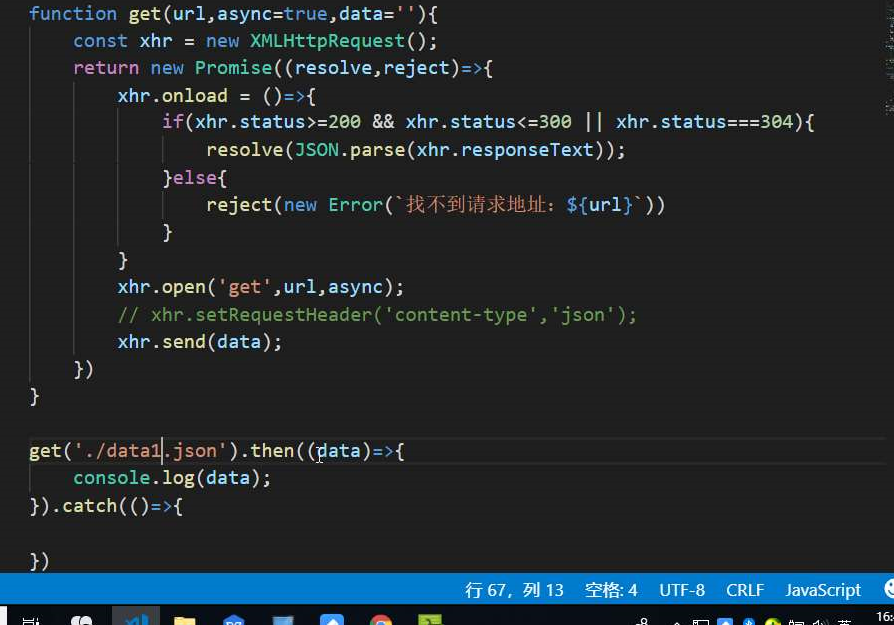 function get(url,async=true,data=''){
    const xhr = new XMLHttpRequest();
    return new Promise((resolve,reject)=>{
        xhr.onload = ()=>{
            if(xhr.status>=200 && xhr.status<=300 || xhr.status===304){
                resolve(JSON.parse(xhr.responseText));
            }else{
                reject(new Error(`找不到请求地址：${url}`))
            }
        }
        xhr.open('get',url,async);
        // xhr.setRequestHeader('content-type','json');
        xhr.send(data);
    })
}
get('./data1.json').then((data)=>{
    console.log(data);
}).catch(()=>{
})
行 67，列 13 空格: 4 UTF-8 CRLF JavaScript